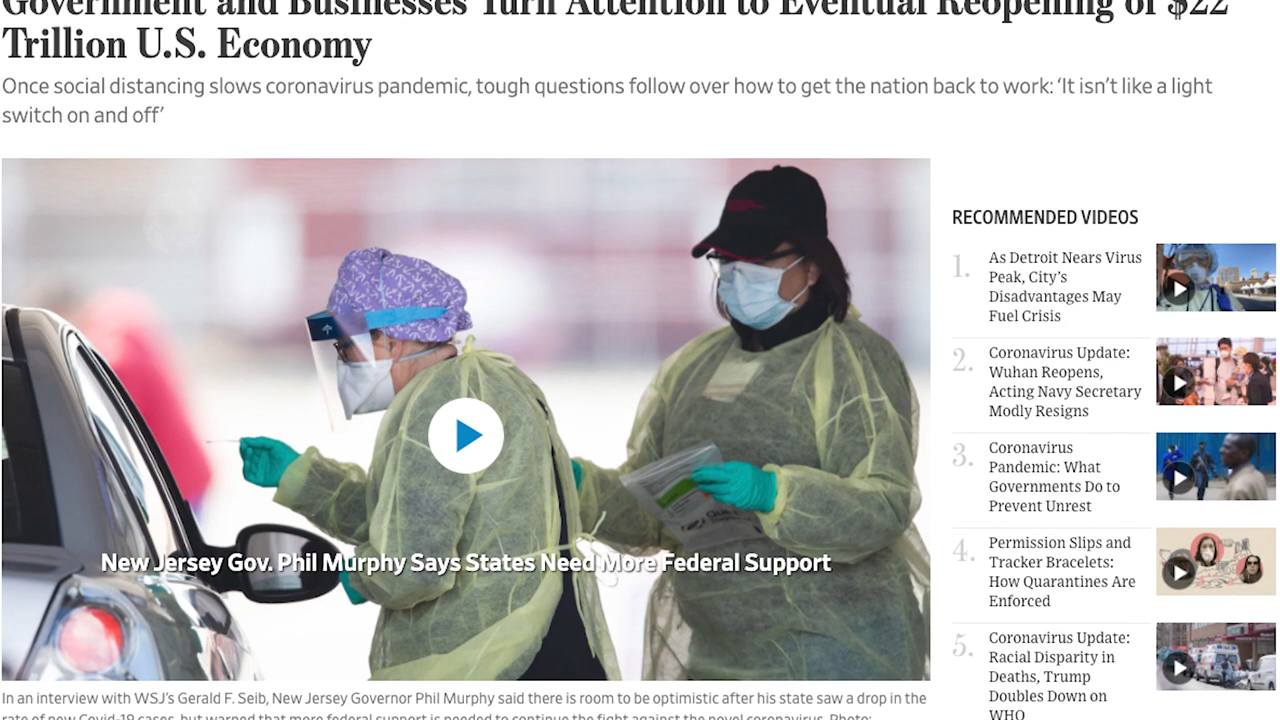 Government and Businesses Turn Attention to Eventual Reopening of $22
Trillion U.S. Economy
Once social distancing slows coronavirus pandemic, tough questions follow over how to get the nation back to work: ‘It isn’t like a light
switch on and off’
New Jersey Gov. Phil Murphy Says States Need More Federal Support
In an interview with WSJ’s Gerald F. Seib, New Jersey Governor Phil Murphy said there is room to be optimistic after his state saw a drop in the
rate of new Covid-19 cases, but warned that more federal support is needed to continue the fight against the novel coronavirus. Photo:
RECOMMENDED VIDEOS
1. As Detroit Nears Virus
Peak, City’s
Disadvantages May
Fuel Crisis
2. Coronavirus Update:
Wuhan Reopens,
Acting Navy Secretary
Modly Resigns
3. Coronavirus
Pandemic: What
Governments Do to
Prevent Unrest
4. Permission Slips and
Tracker Bracelets:
How Quarantines Are
Enforced
5. Coronavirus Update:
Racial Disparity in
Deaths, Trump
Doubles Down on
WHO